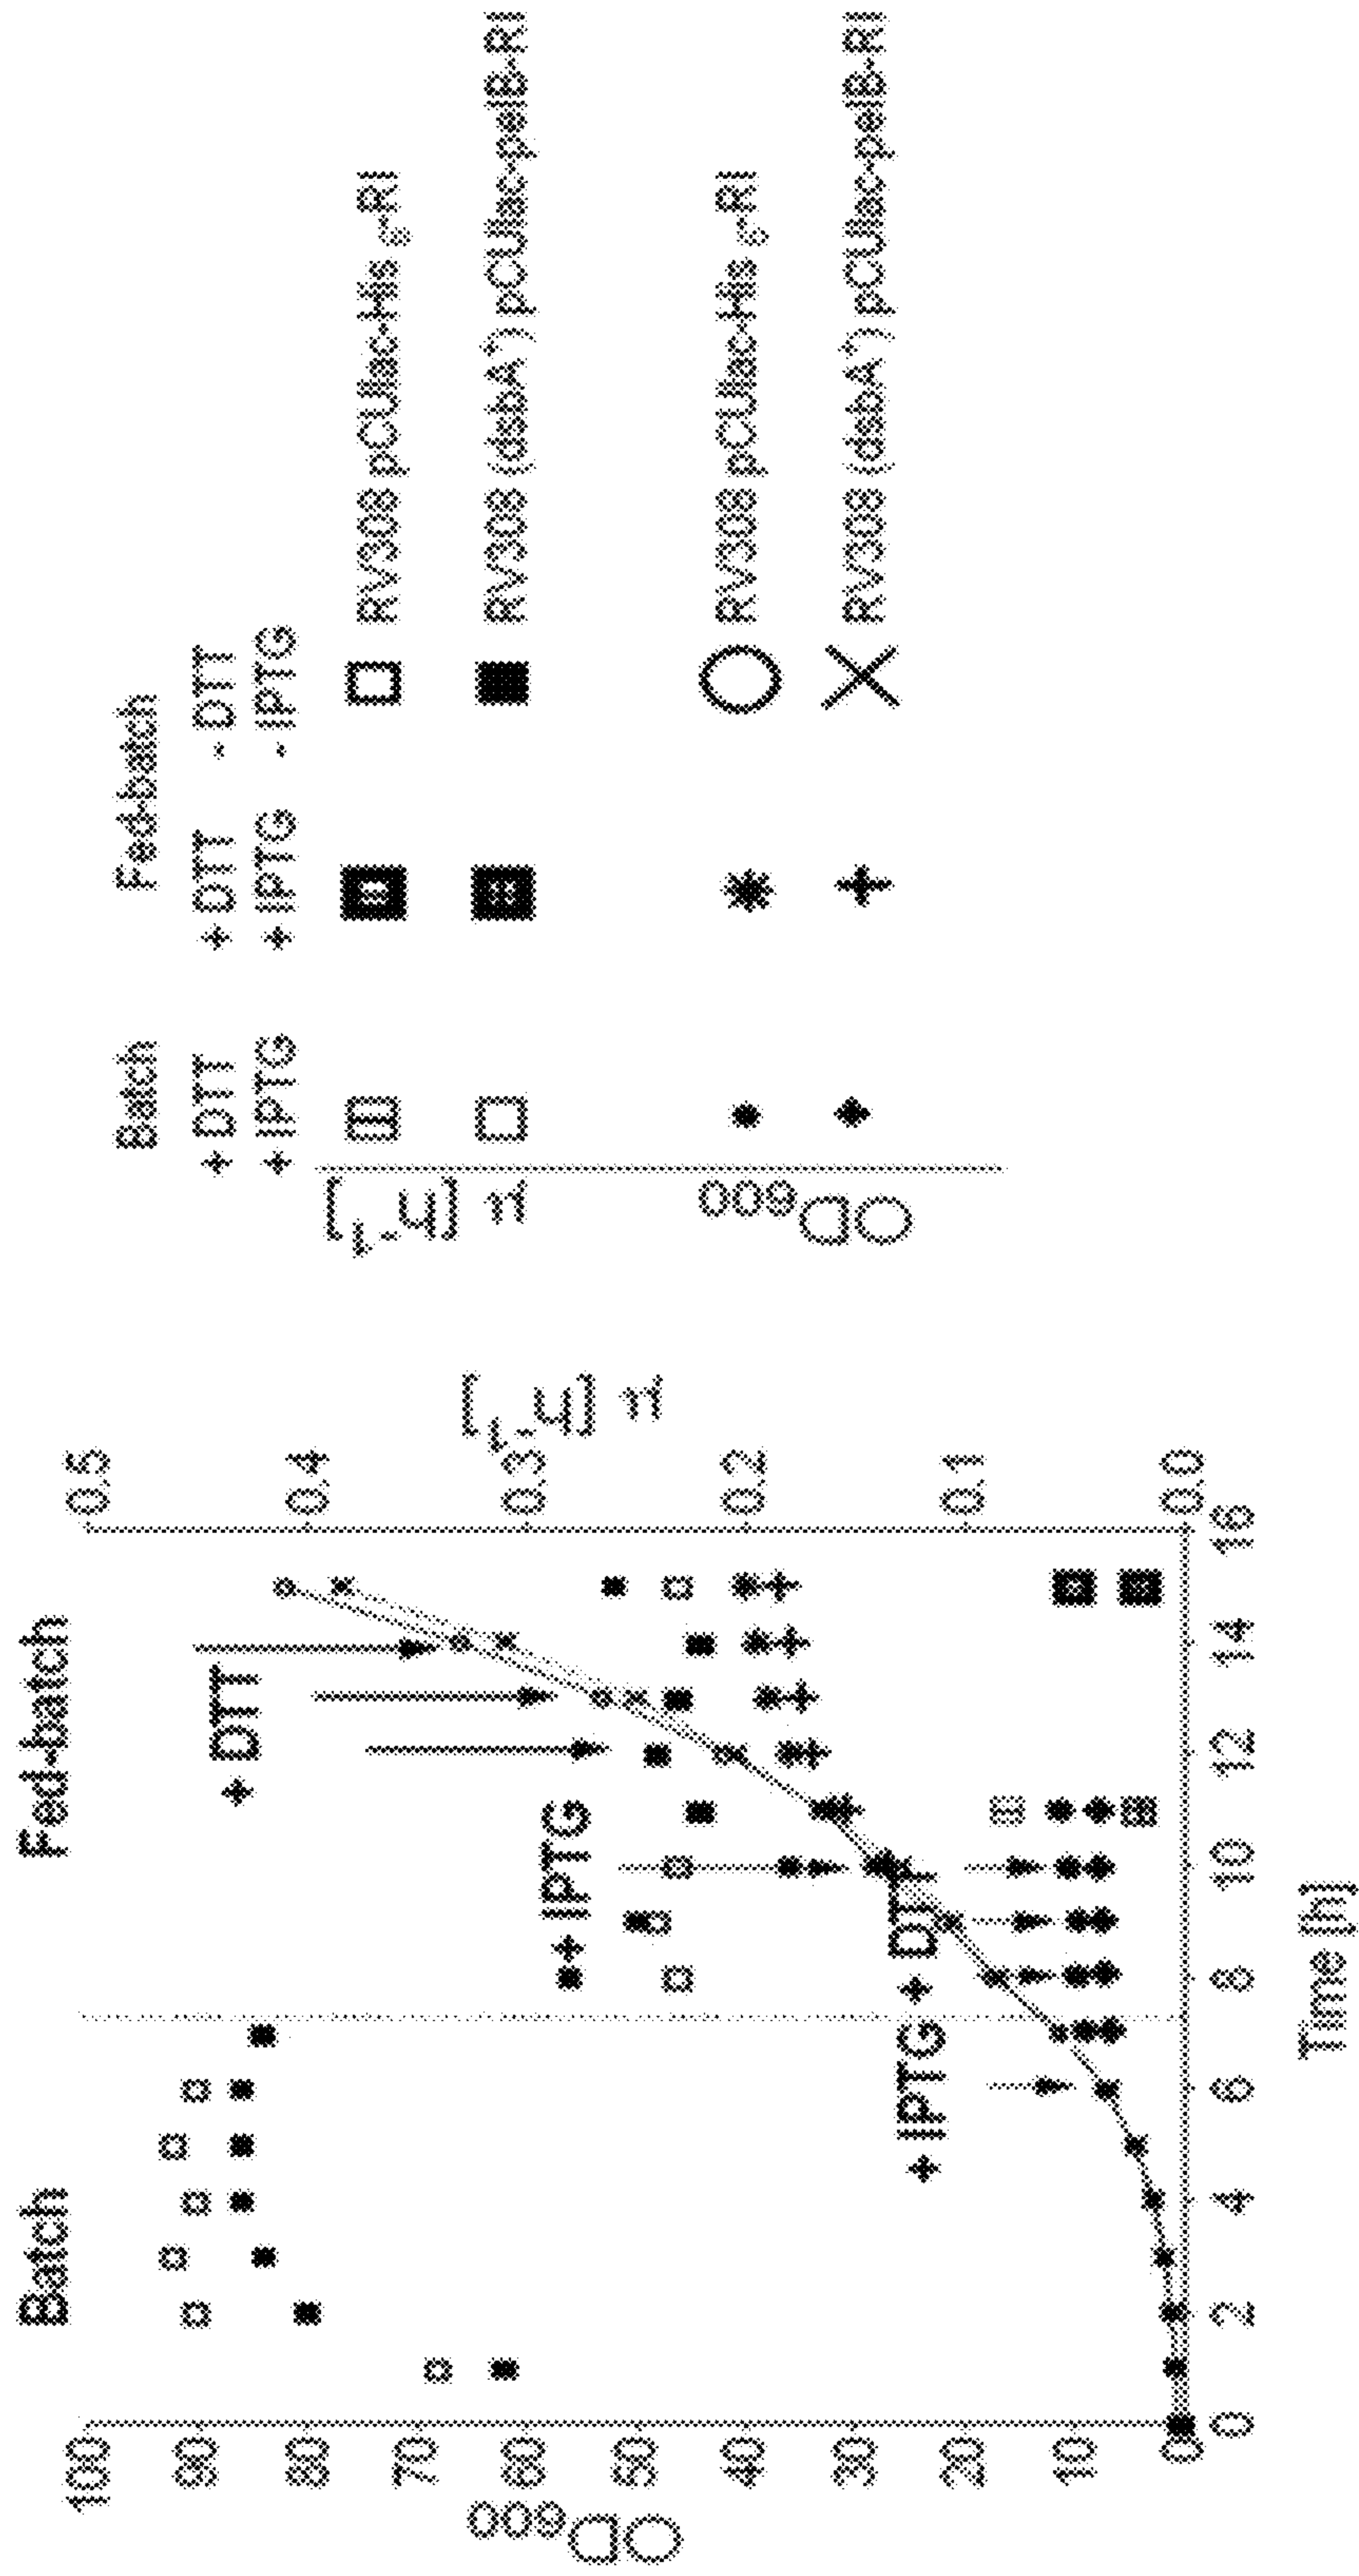 Batch Fed-batch
100
90
80
70
60
50
40
30
20
10
0
OD600
0.5
0.4
0.3
0.2
0.1
0.0
µ [h⁻¹]
+ DTT
+ IPTG
+ IPTG + DTT
0 2 4 6 8 10 12 14 16
Time [h]
Batch Fed-batch
+ DTT + DTT - DTT
+ IPTG + IPTG - IPTG
µ [h⁻¹]
RV308 pCUlac-His6-RI
RV308 (dsbA⁺) pCUlac-pelB-RI
OD600
RV308 pCUlac-His6-RI
RV308 (dsbA⁺) pCUlac-pelB-RI